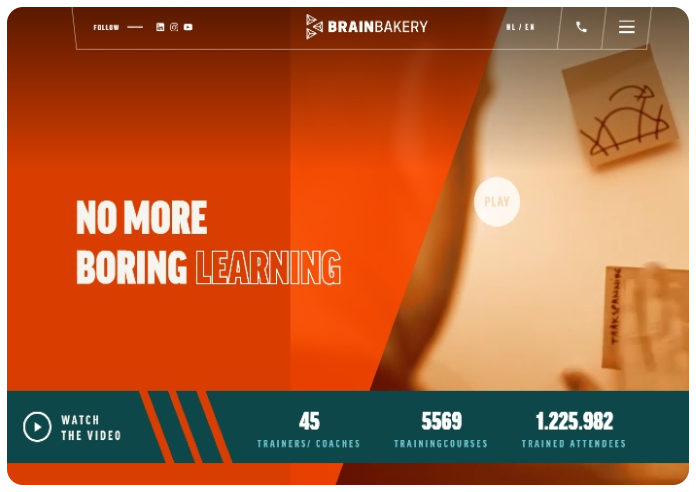 FOLLOW
BRAINBAKERY
NL / EN
PLAY
NO MORE
BORING LEARNING
WATCH
THE VIDEO
45
TRAINERS/ COACHES
5569
TRAININGCOURSES
1.225.982
TRAINED ATTENDEES